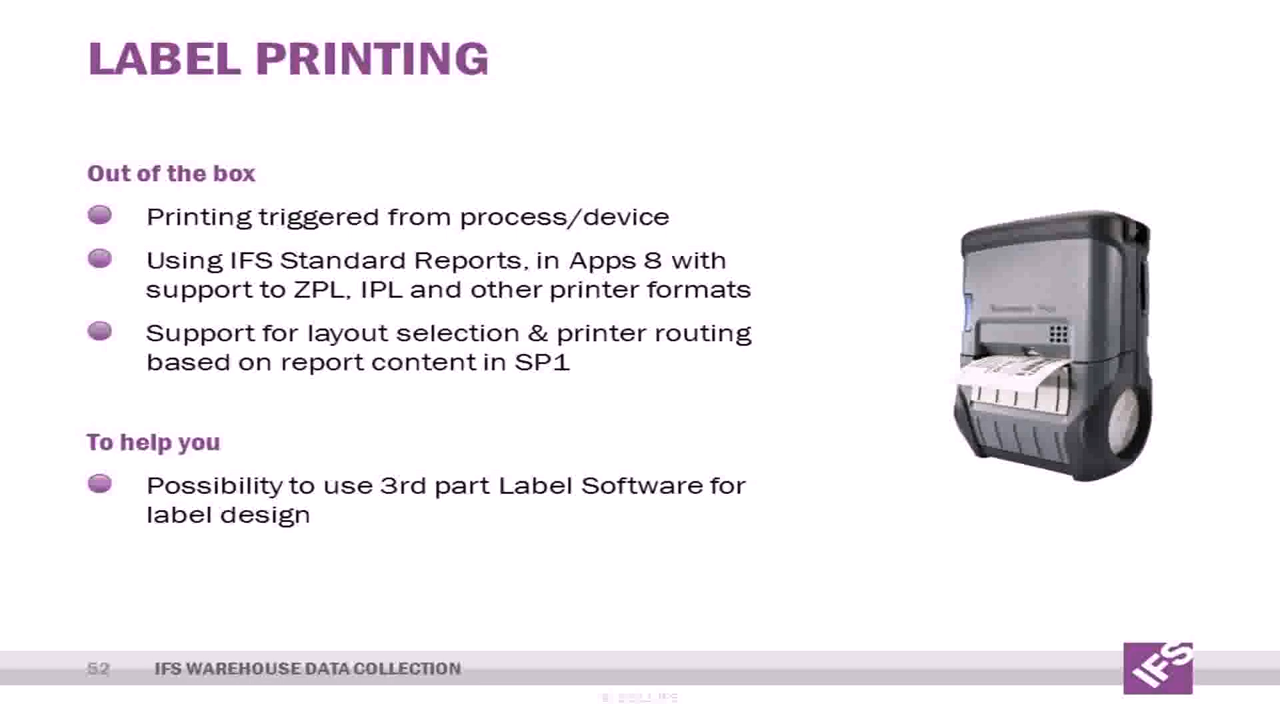 LABEL PRINTING
Out of the box
Printing triggered from process/device
Using IFS Standard Reports, in Apps 8 with
support to ZPL, IPL and other printer formats
Support for layout selection & printer routing
based on report content in SP1
To help you
Possibility to use 3rd part Label Software for
label design
52 IFS WAREHOUSE DATA COLLECTION
IFS